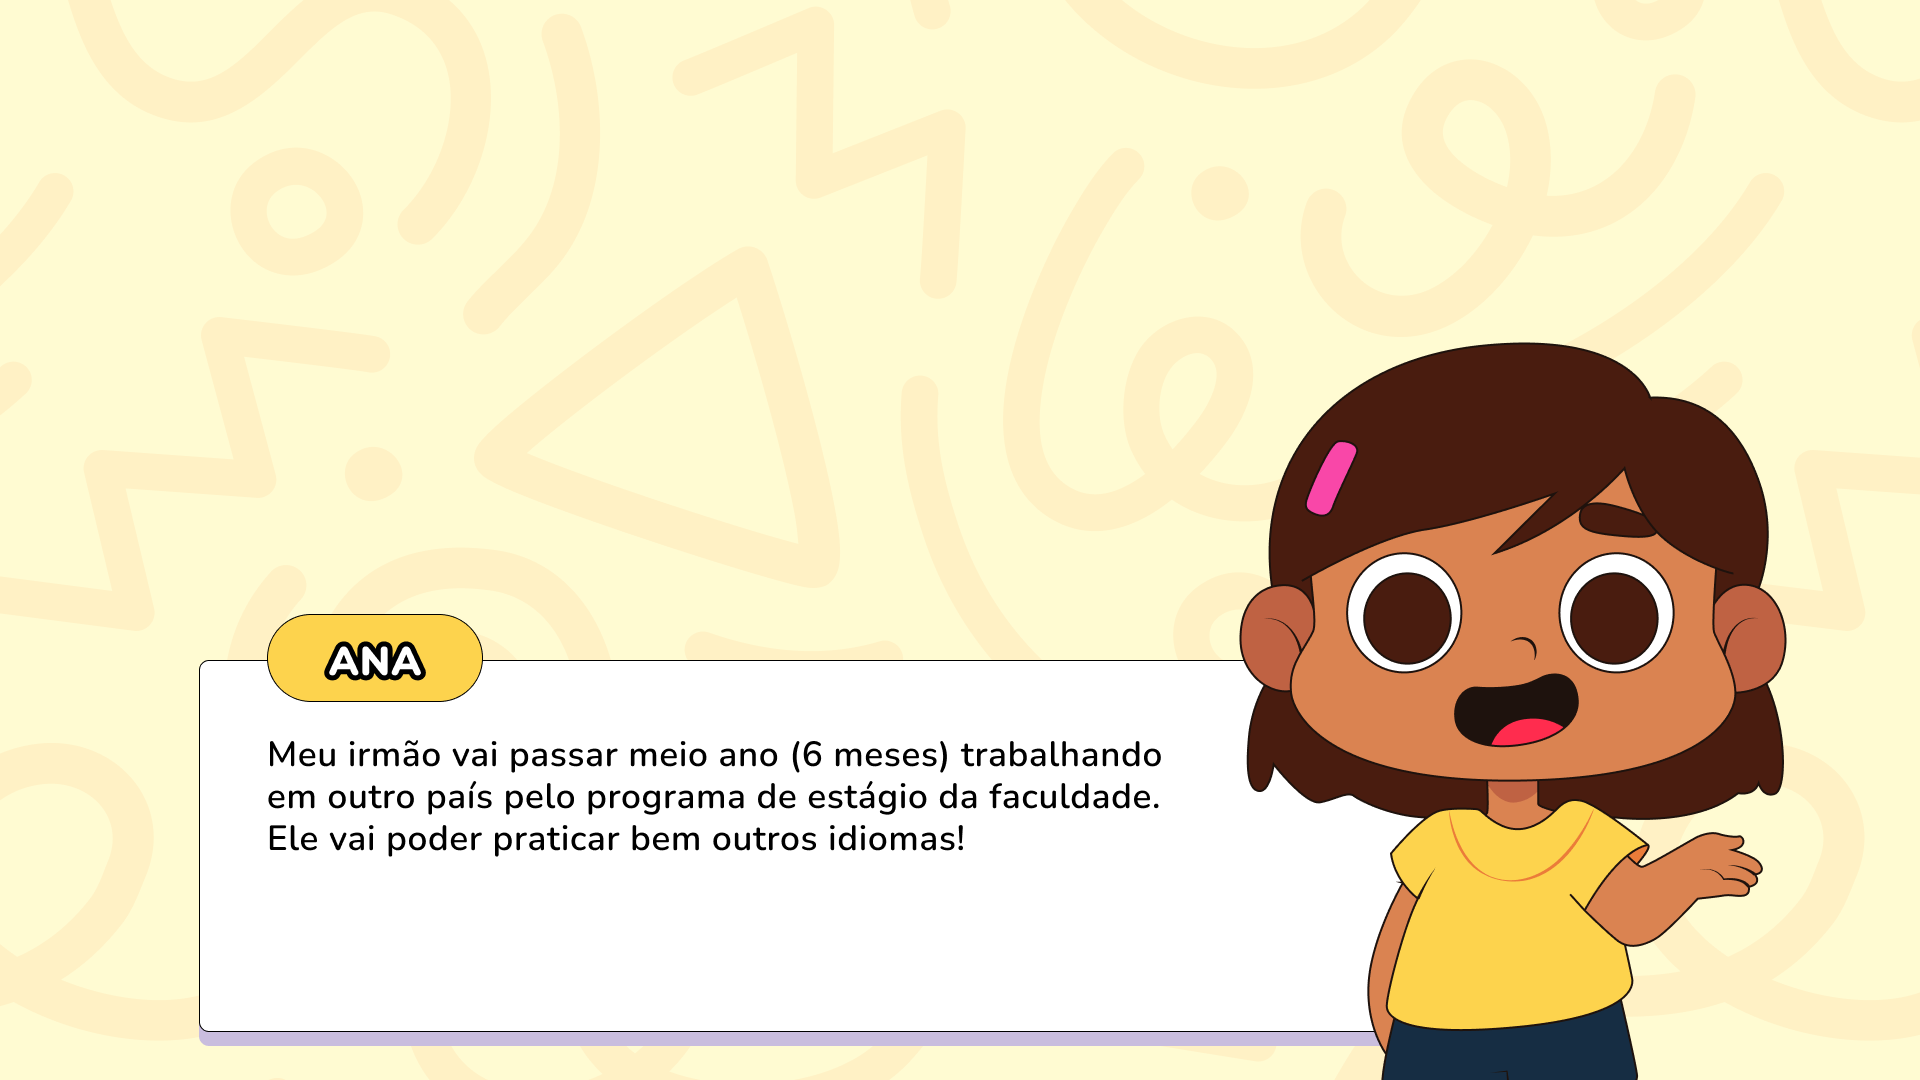 ANA
Meu irmão vai passar meio ano (6 meses) trabalhando
em outro país pelo programa de estágio da faculdade.
Ele vai poder praticar bem outros idiomas!